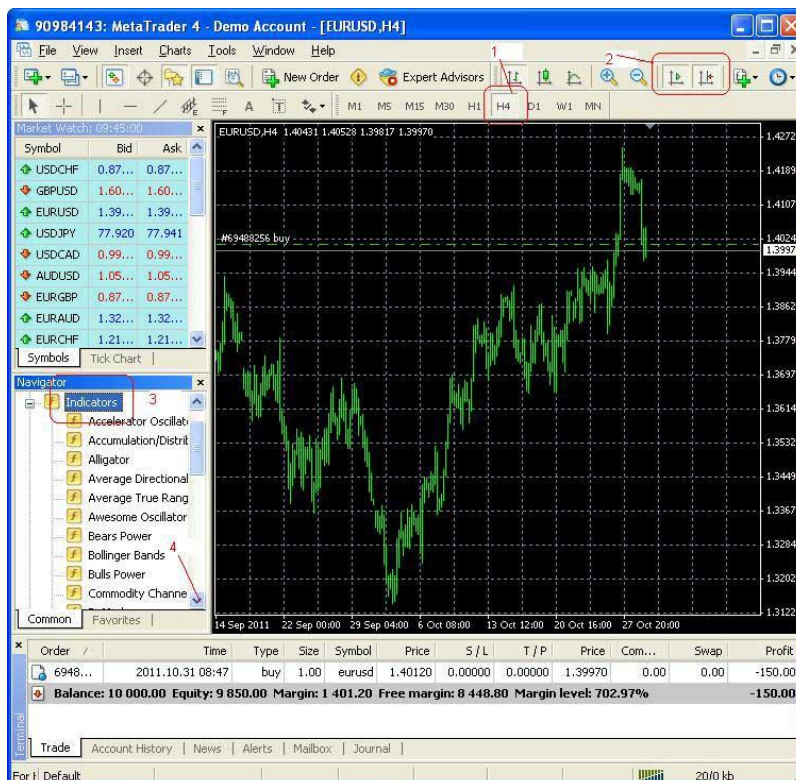 90984143: MetaTrader 4 - Demo Account - [EURUSD,H4]
File View Insert Charts Tools Window Help
1
2
New Order Expert Advisors
A T M1 M5 M15 M30 H1 H4 D1 W1 MN
Market Watch: 09:45:00
Symbol Bid Ask
USDCHF 0.87... 0.87...
GBPUSD 1.60... 1.60...
EURUSD 1.39... 1.39...
USDJPY 77.920 77.941
USDCAD 0.99... 0.99...
AUDUSD 1.05... 1.05...
EURGBP 0.87... 0.87...
EURAUD 1.32... 1.32...
EURCHF 1.21... 1.21...
Symbols Tick Chart
Navigator
Indicators 3
Accelerator Oscillato
Accumulation/Distrib
Alligator
Average Directional
Average True Rang
Awesome Oscillator
Bears Power
Bollinger Bands
4
Bulls Power
Commodity Channe
Common Favorites
EURUSD,H4 1.40431 1.40528 1.39817 1.39970
#69488256 buy
1.4272
1.4189
1.4107
1.4024
1.3997
1.3944
1.3862
1.3779
1.3697
1.3614
1.3532
1.3449
1.3367
1.3284
1.3202
1.3122
14 Sep 2011 22 Sep 00:00 29 Sep 04:00 6 Oct 08:00 13 Oct 12:00 20 Oct 16:00 27 Oct 20:00
Order Time Type Size Symbol Price S / L T / P Price Com... Swap Profit
6948... 2011.10.31 08:47 buy 1.00 eurusd 1.40120 0.00000 0.00000 1.39970 0.00 0.00 -150.00
Balance: 10 000.00 Equity: 9 850.00 Margin: 1 401.20 Free margin: 8 448.80 Margin level: 702.97% -150.00
Terminal
Trade Account History News Alerts Mailbox Journal
For Default 20/0 kb